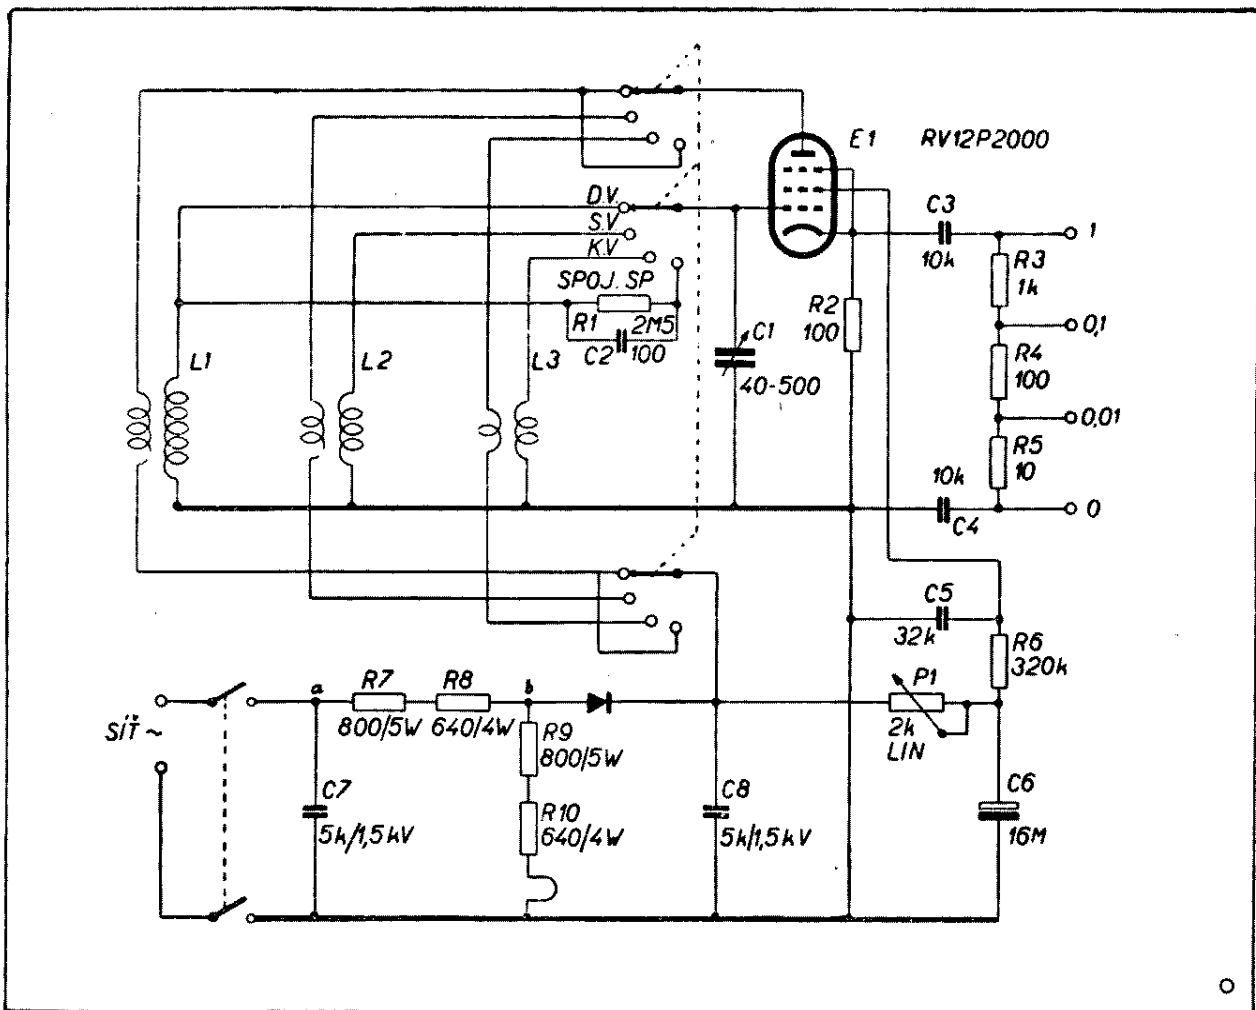 E1 RV12P2000
D.V.
S.V
K.V
SPOJ. SP
R1 2M5
C2 100
L1
L2
L3
C1
40-500
R2
100
C3
10k
1
R3
1k
0,1
R4
100
0,01
R5
10
10k
C4
0
C5
32k
R6
320k
SÍŤ ~
a
R7
800/5W
R8
640/4W
b
R9
800/5W
R10
640/4W
C7
5k/1,5kV
C8
5k/1,5kV
P1
2k
LIN
C6
16M